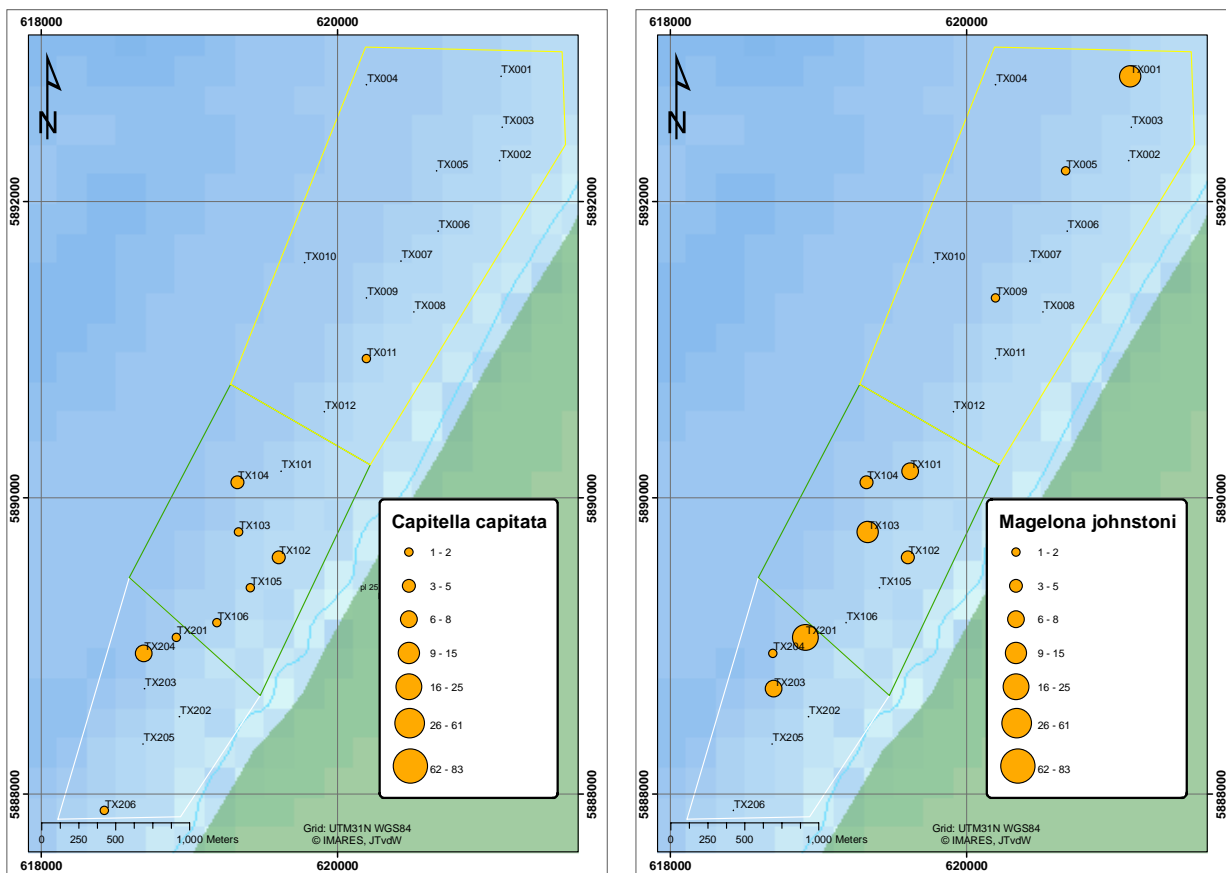 618000
620000
618000
620000
N
TX004
TX001
TX003
TX002
TX005
TX006
TX007
TX010
TX009
TX008
TX011
TX012
TX101
TX104
TX103
TX102
TX105
TX106
TX201
TX204
TX203
TX202
TX205
TX206
pl 25
5892000
5892000
5890000
5890000
5888000
5888000
Capitella capitata
1 - 2
3 - 5
6 - 8
9 - 15
16 - 25
26 - 61
62 - 83
0 250 500 1,000 Meters
Grid: UTM31N WGS84
© IMARES, JTvdW
618000
620000
618000
620000
N
TX004
TX001
TX003
TX002
TX005
TX006
TX007
TX010
TX009
TX008
TX011
TX012
TX101
TX104
TX103
TX102
TX105
TX106
TX201
TX204
TX203
TX202
TX205
TX206
5892000
5892000
5890000
5890000
5888000
5888000
Magelona johnstoni
1 - 2
3 - 5
6 - 8
9 - 15
16 - 25
26 - 61
62 - 83
0 250 500 1,000 Meters
Grid: UTM31N WGS84
© IMARES, JTvdW